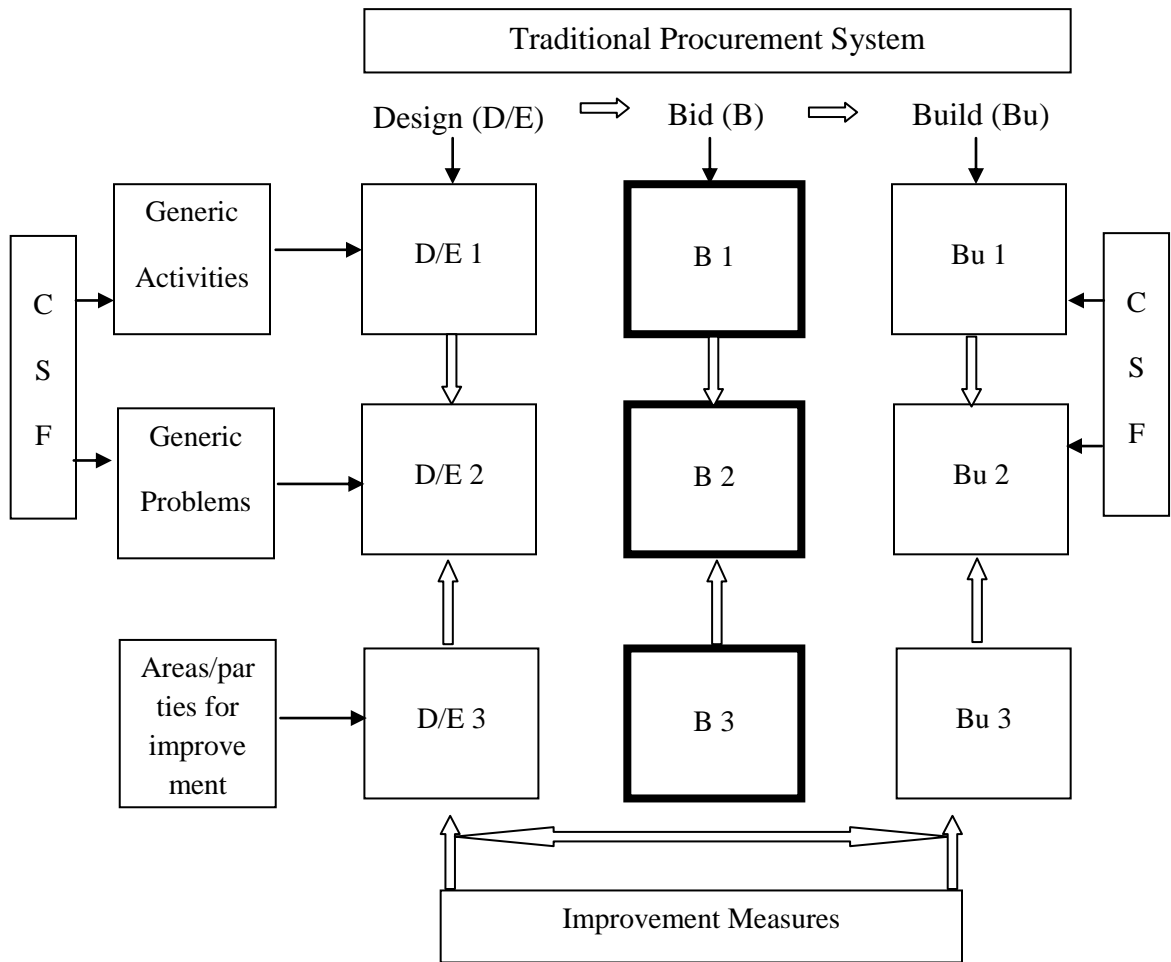 Traditional Procurement System
Design (D/E)
Bid (B)
Build (Bu)
Generic
Activities
D/E 1
B 1
Bu 1
C
S
F
C
S
F
Generic
Problems
D/E 2
B 2
Bu 2
Areas/par
ties for
improve
ment
D/E 3
B 3
Bu 3
Improvement Measures